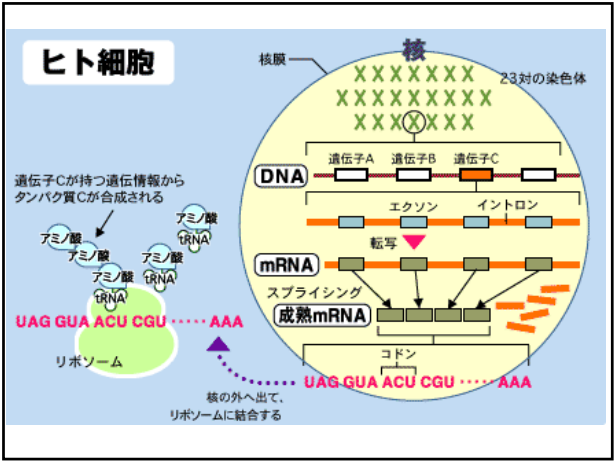 ヒト細胞
核
核膜
23対の染色体
遺伝子A
遺伝子B
遺伝子C
DNA
遺伝子Cが持つ遺伝情報から
タンパク質Cが合成される
エクソン
イントロン
転写
mRNA
スプライシング
成熟mRNA
アミノ酸
tRNA
アミノ酸
アミノ酸
アミノ酸
tRNA
アミノ酸
tRNA
UAG GUA ACU CGU ‥‥‥ AAA
リボソーム
コドン
UAG GUA ACU CGU ‥‥‥ AAA
核の外へ出て、
リボソームに結合する